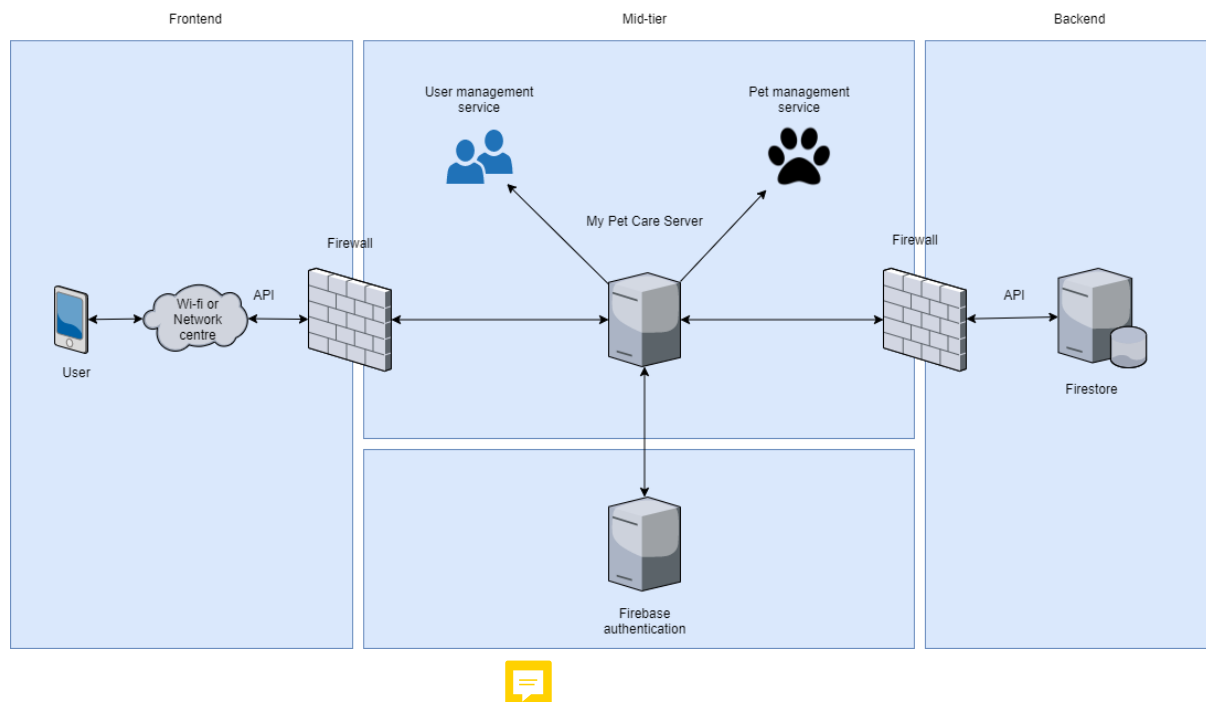 Frontend
Mid-tier
Backend
User management
service
Pet management
service
My Pet Care Server
Firewall
Firewall
Wi-fi or
Network
centre
API
API
User
Firestore
Firebase
authentication